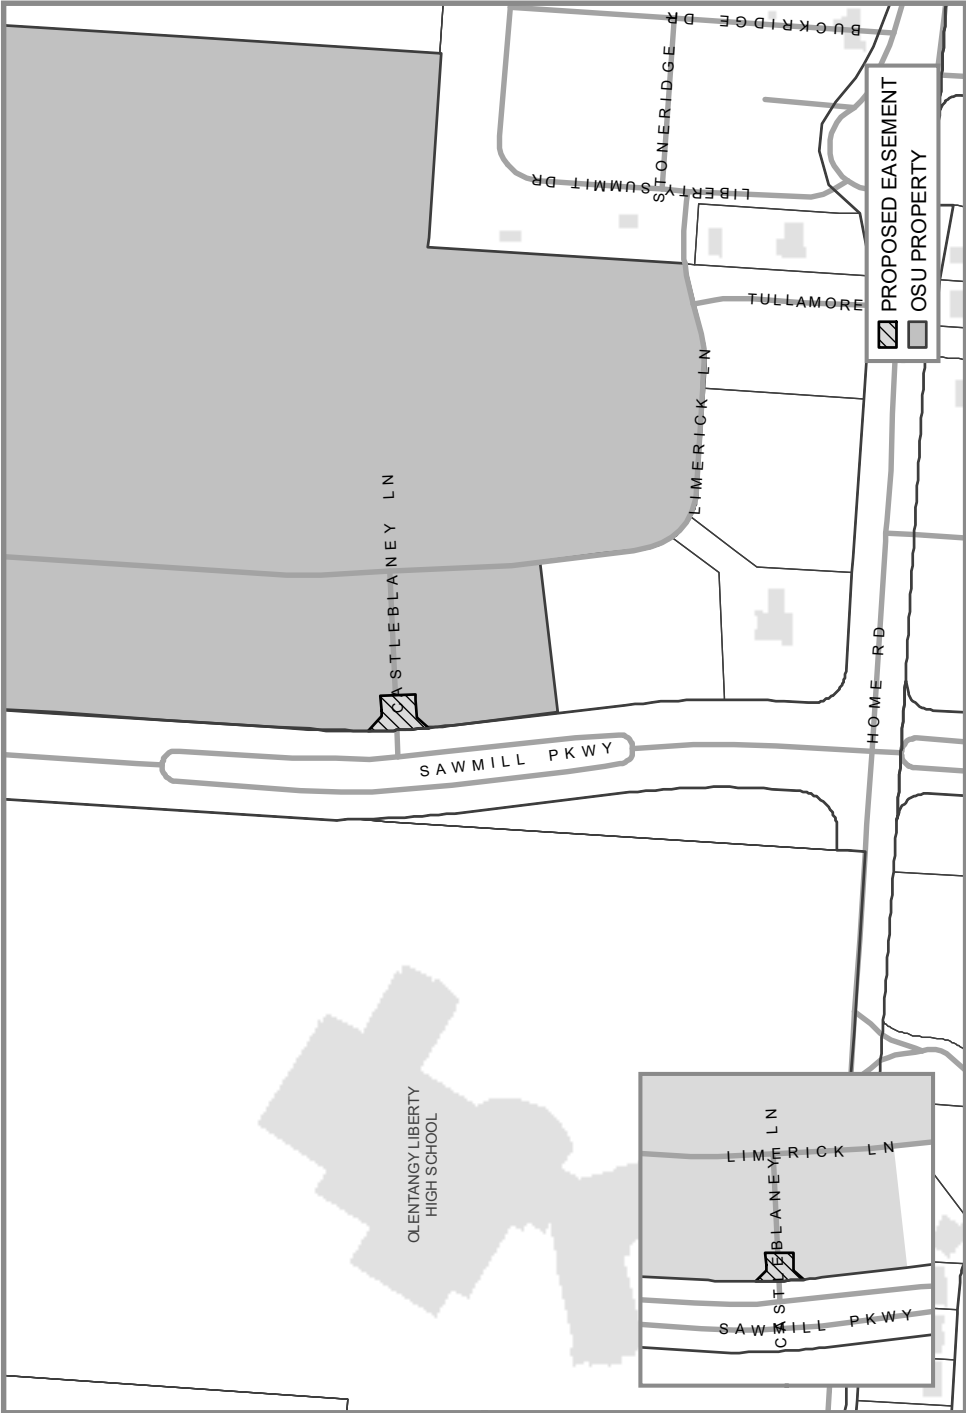 BUCKRIDGE DR
STONERIDGE
LIBERTY SUMMIT DR
TULLAMORE
LIMERICK LN
CASTLEBLANEY LN
SAWMILL PKWY
HOME RD
PROPOSED EASEMENT
OSU PROPERTY
OLENTANGY LIBERTY
HIGH SCHOOL
LIMERICK LN
CASTLEBLANEY LN
SAWMILL PKWY